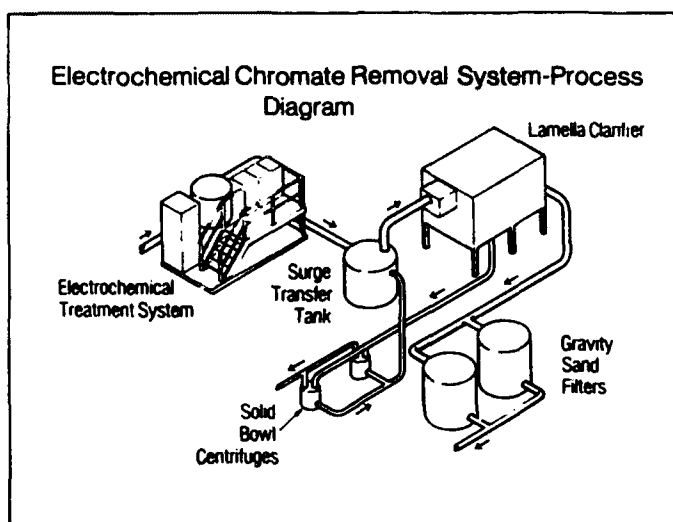 Electrochemical Chromate Removal System-Process
Diagram
Lamella Clarifier
Electrochemical
Treatment System
Surge
Transfer
Tank
Gravity
Sand
Filters
Solid
Bowl
Centrifuges